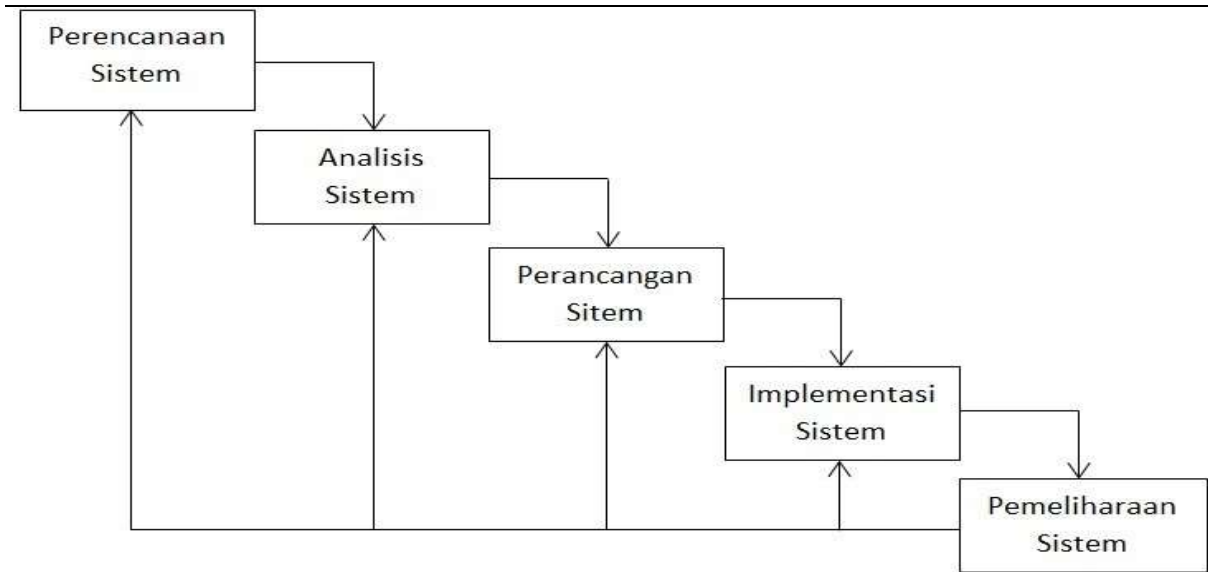 Perencanaan
Sistem
Analisis
Sistem
Perancangan
Sitem
Implementasi
Sistem
Pemeliharaan
Sistem